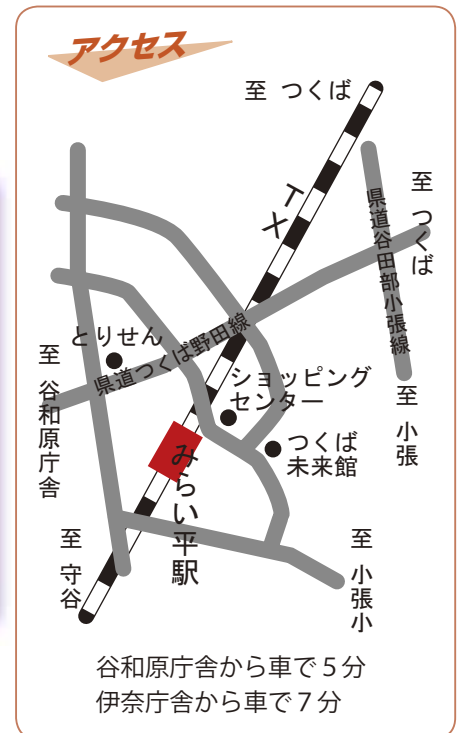 アクセス
至 つくば
TX
県道谷田部小張線
至 つくば
とりせん
県道つくば野田線
至 谷和原庁舎
ショッピング
センター
至 小張
つくば
未来館
みらい平駅
至 守谷
至 小張小
谷和原庁舎から車で5分
伊奈庁舎から車で7分